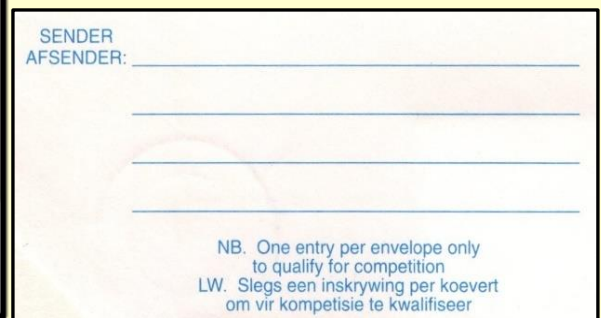 SENDER
AFSENDER:
NB. One entry per envelope only
to qualify for competition
LW. Slegs een inskrywing per koevert
om vir kompetisie te kwalifiseer